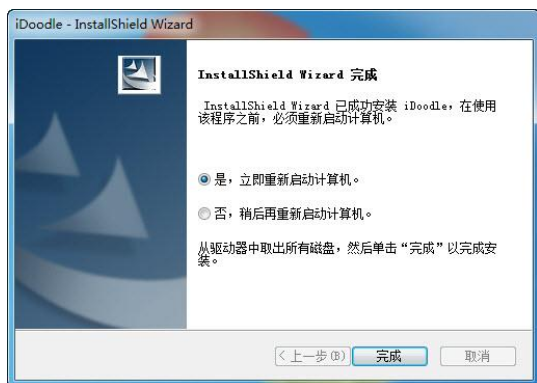 iDoodle - InstallShield Wizard
InstallShield Wizard 完成
InstallShield Wizard 已成功安装 iDoodle，在使用
该程序之前，必须重新启动计算机。
是，立即重新启动计算机。
否，稍后再重新启动计算机。
从驱动器中取出所有磁盘，然后单击“完成”以完成安
装。
<上一步(B)
完成
取消